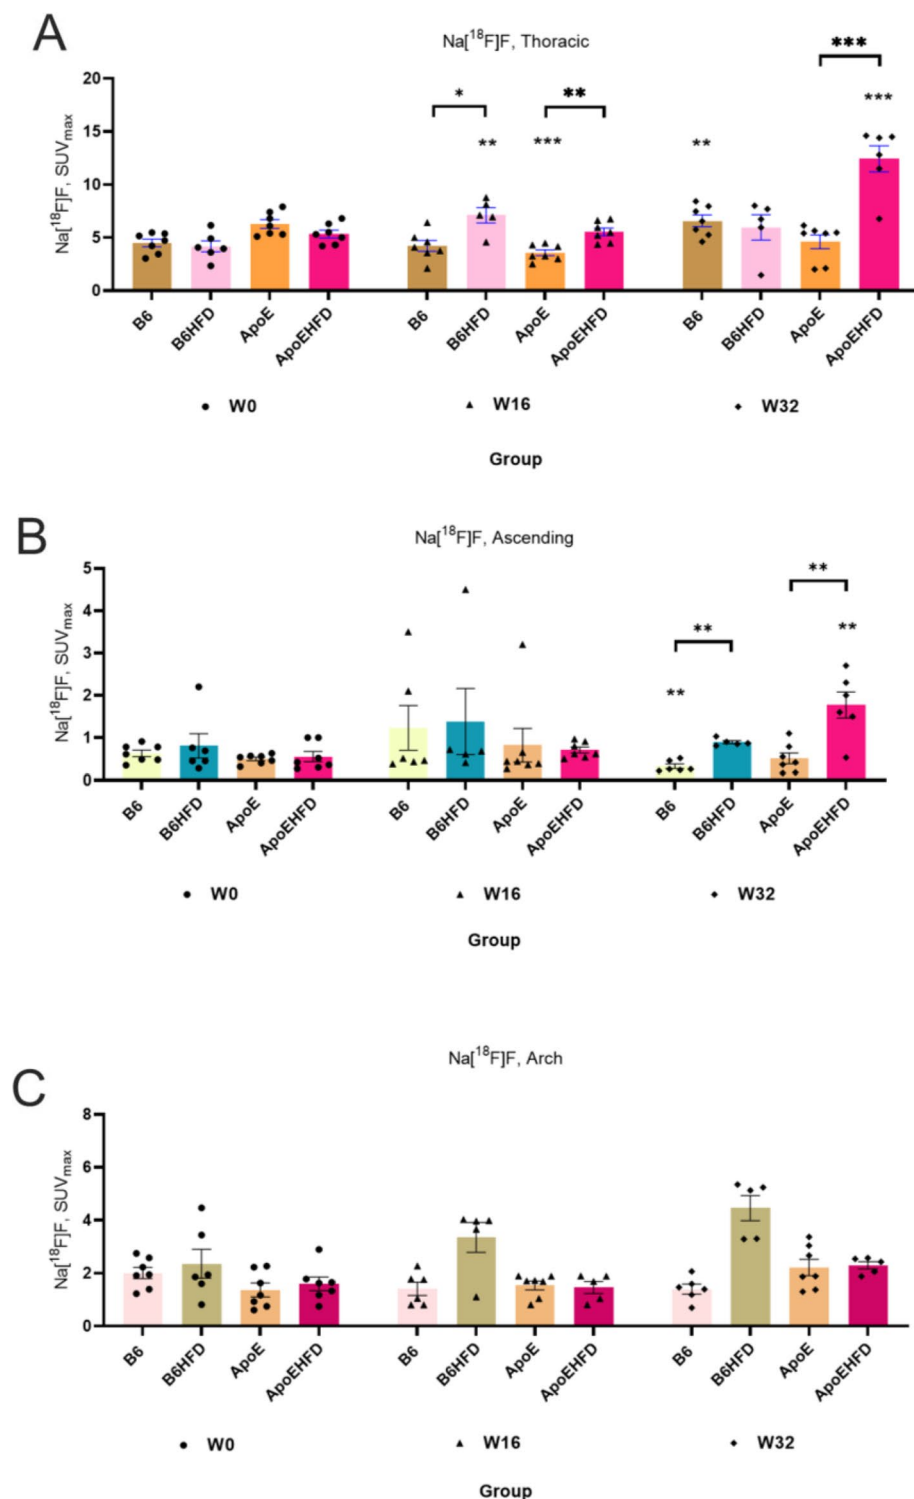 A
Na[¹⁸F]F, Thoracic
***
* ** ***
** *** **
20
15
10
5
0
Na[¹⁸F]F, SUVmax
B6 B6HFD ApoE ApoEHFD B6 B6HFD ApoE ApoEHFD B6 B6HFD ApoE ApoEHFD
W0 W16 W32
Group
B
Na[¹⁸F]F, Ascending
**
** **
**
5
4
3
2
1
0
Na[¹⁸F]F, SUVmax
B6 B6HFD ApoE ApoEHFD B6 B6HFD ApoE ApoEHFD B6 B6HFD ApoE ApoEHFD
W0 W16 W32
Group
Na[¹⁸F]F, Arch
C
8
6
4
2
0
Na[¹⁸F]F, SUVmax
B6 B6HFD ApoE ApoEHFD B6 B6HFD ApoE ApoEHFD B6 B6HFD ApoE ApoEHFD
W0 W16 W32
Group